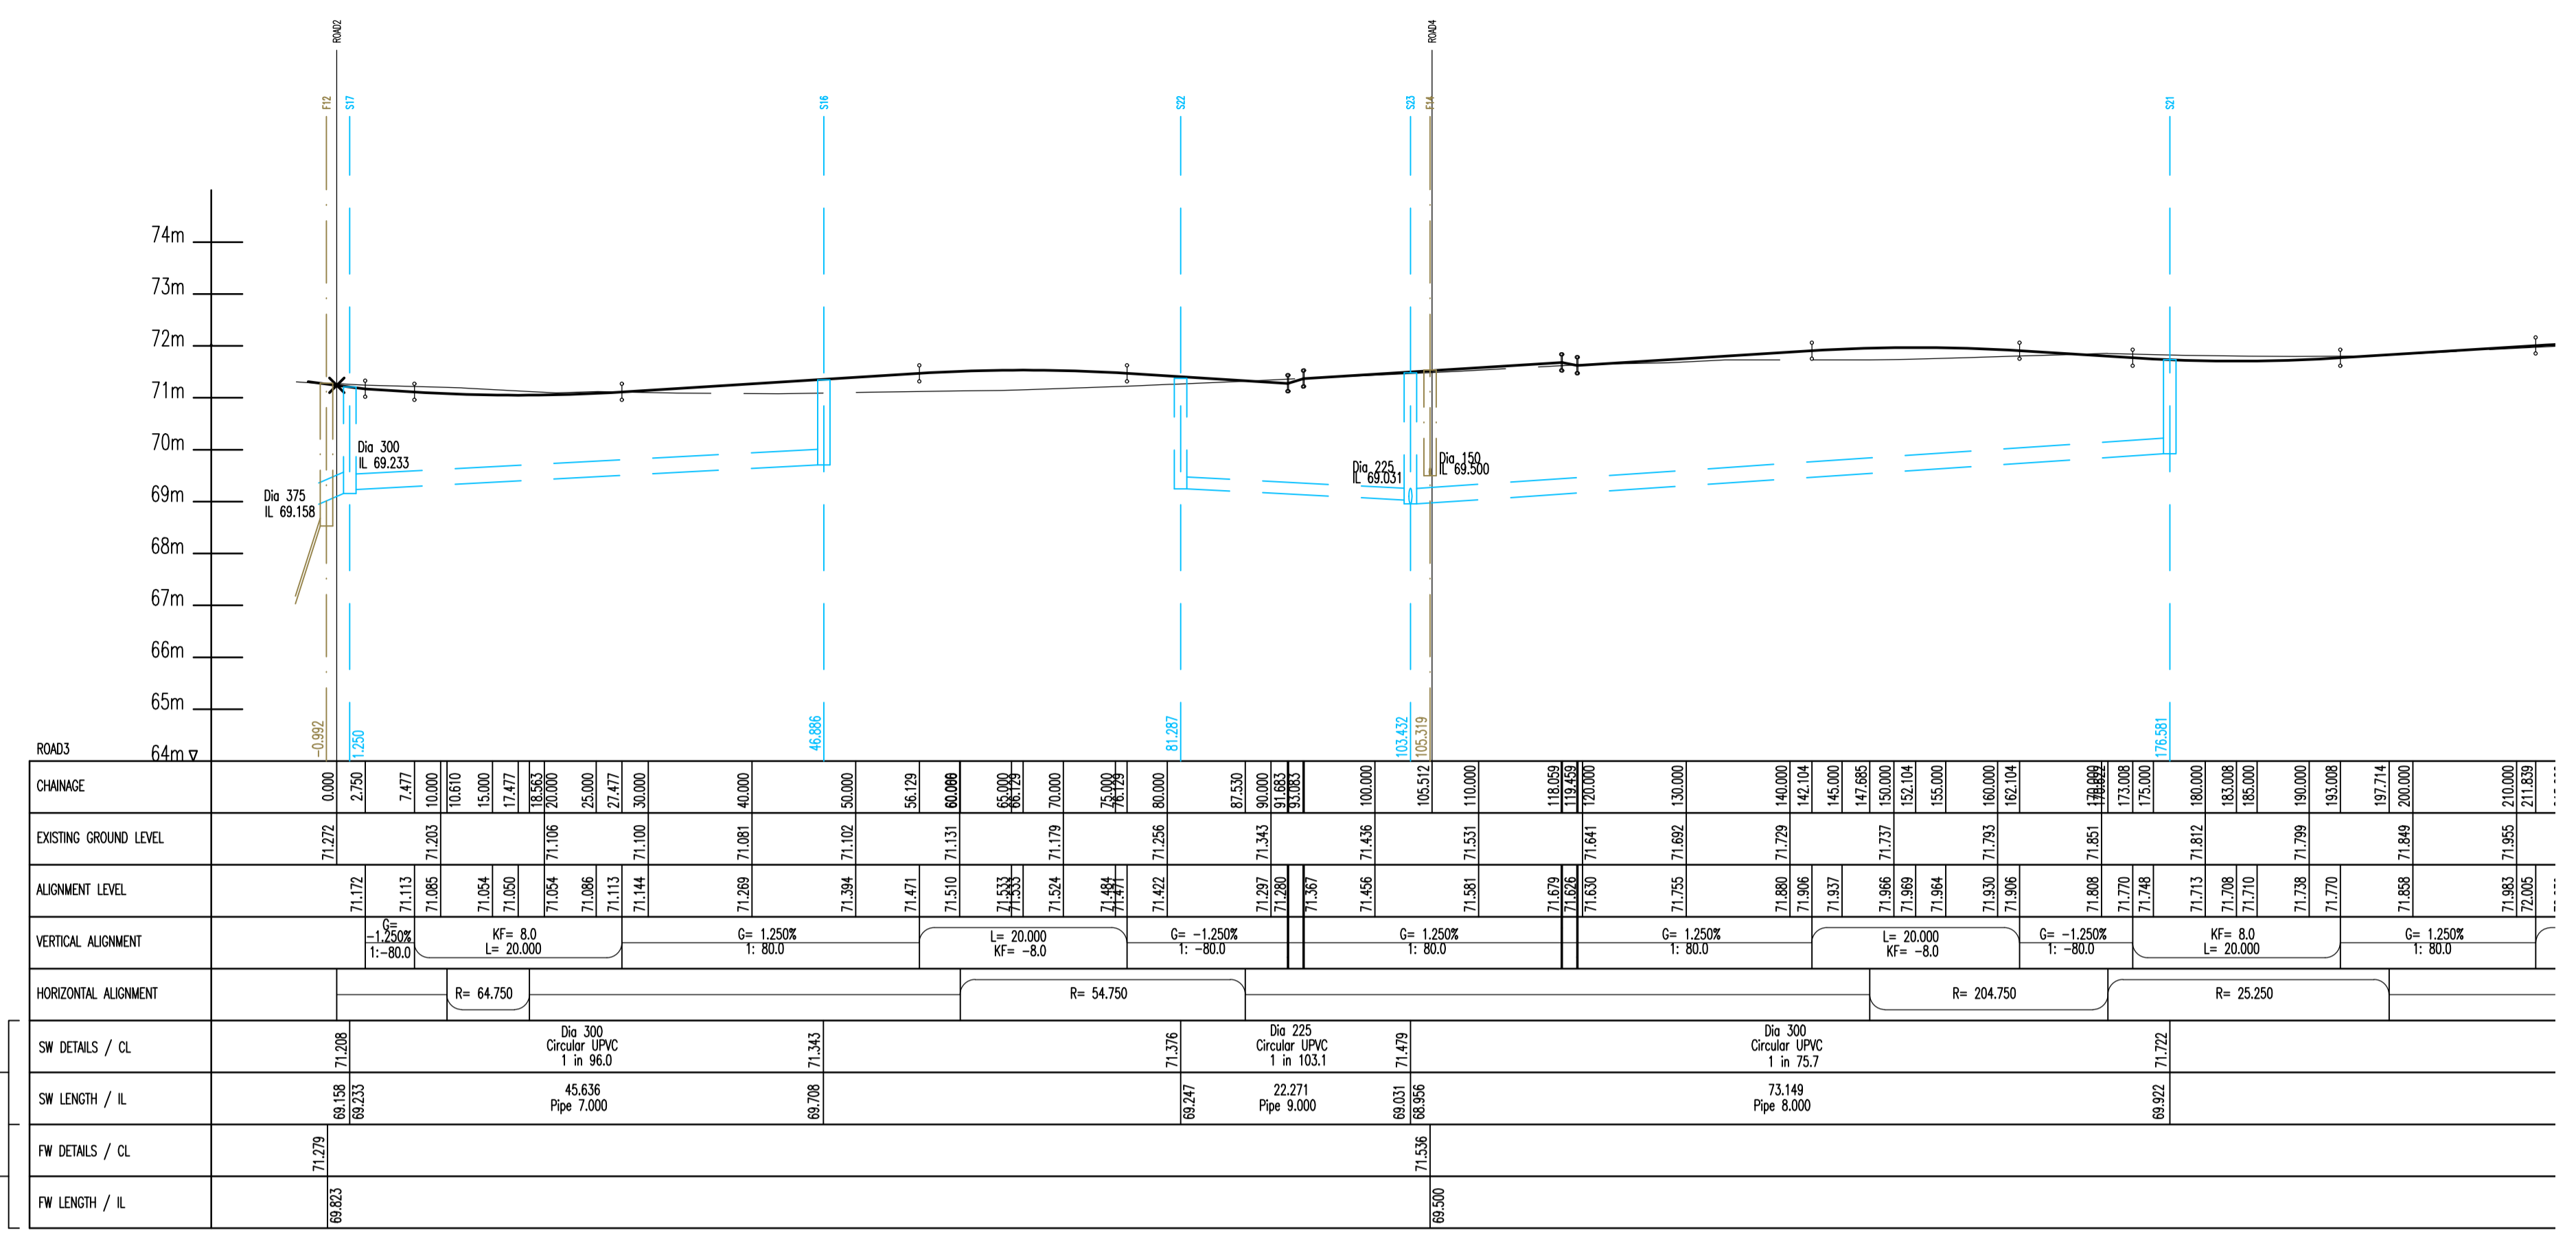 ROAD2
ROAD4
F12
S17
S16
S22
S23
F14
S21
74m
73m
72m
71m
70m
69m
68m
67m
66m
65m
64m
Dia 300
IL 69.233
Dia 375
IL 69.158
Dia 225
IL 69.031
Dia 150
IL 69.500
-0.992
1.250
46.886
81.287
103.432
105.319
176.581
ROAD3
CHAINAGE
0.000
2.750
7.477
10.000
10.610
15.000
17.477
18.563
20.000
25.000
27.477
30.000
40.000
50.000
56.129
65.000
66.129
70.000
75.000
76.129
80.000
87.530
90.000
91.683
93.083
100.000
105.512
110.000
118.059
119.459
120.000
130.000
140.000
142.104
145.000
147.685
150.000
152.104
155.000
160.000
162.104
170.000
173.008
175.000
180.000
183.008
185.000
190.000
193.008
197.714
200.000
210.000
211.839
EXISTING GROUND LEVEL
71.272
71.203
71.106
71.100
71.081
71.102
71.131
71.179
71.256
71.343
71.436
71.531
71.641
71.692
71.729
71.737
71.793
71.851
71.812
71.799
71.849
71.955
ALIGNMENT LEVEL
71.172
71.113
71.085
71.054
71.050
71.054
71.086
71.113
71.144
71.269
71.394
71.471
71.510
71.533
71.533
71.524
71.484
71.471
71.422
71.297
71.280
71.367
71.456
71.581
71.679
71.626
71.630
71.755
71.880
71.906
71.937
71.966
71.969
71.964
71.930
71.906
71.808
71.770
71.748
71.713
71.708
71.710
71.738
71.770
71.858
71.983
72.005
VERTICAL ALIGNMENT
G=
-1.250%
1:-80.0
KF= 8.0
L= 20.000
G= 1.250%
1: 80.0
L= 20.000
KF= -8.0
G= -1.250%
1: -80.0
G= 1.250%
1: 80.0
G= 1.250%
1: 80.0
L= 20.000
KF= -8.0
G= -1.250%
1: -80.0
KF= 8.0
L= 20.000
G= 1.250%
1: 80.0
HORIZONTAL ALIGNMENT
R= 64.750
R= 54.750
R= 204.750
R= 25.250
SW DETAILS / CL
71.208
Dia 300
Circular UPVC
1 in 96.0
71.343
71.376
Dia 225
Circular UPVC
1 in 103.1
71.479
Dia 300
Circular UPVC
1 in 75.7
71.722
SW LENGTH / IL
69.158
69.233
45.636
Pipe 7.000
69.708
69.247
22.271
Pipe 9.000
69.031
68.956
73.149
Pipe 8.000
69.922
FW DETAILS / CL
71.279
71.536
FW LENGTH / IL
69.823
69.500